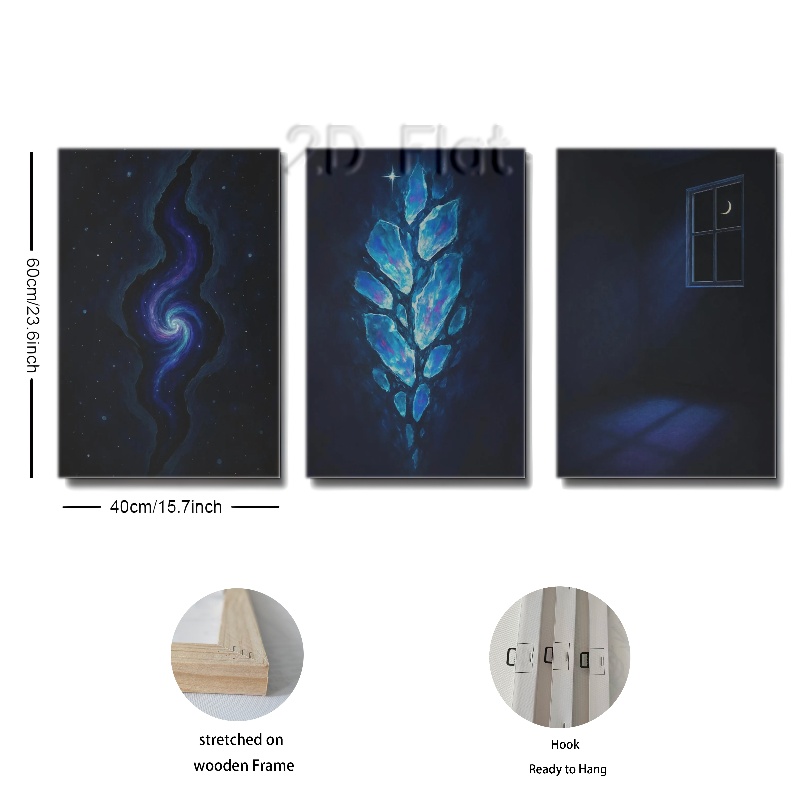 2D Flat
60cm/23.6inch
40cm/15.7inch
stretched on
wooden Frame
Hook
Ready to Hang